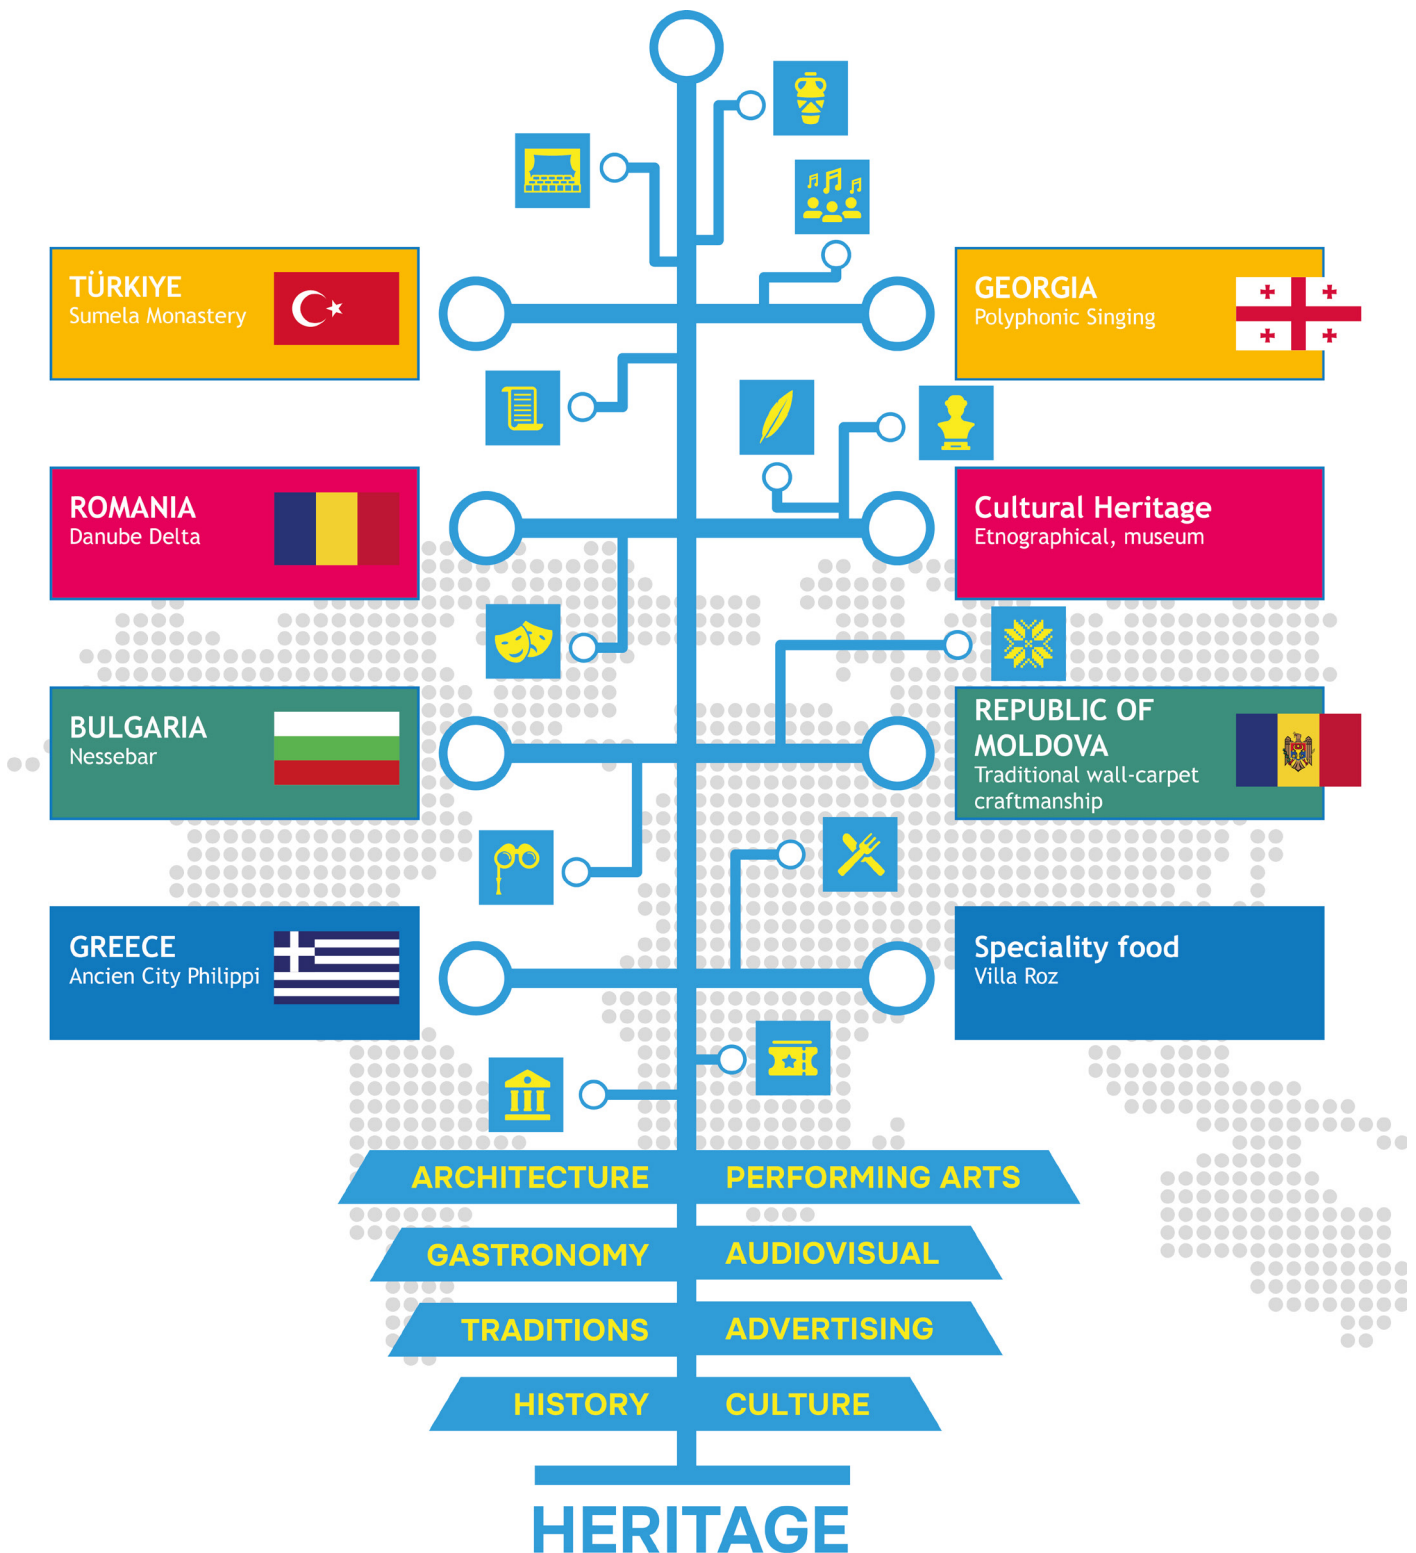 TÜRKIYE
Sumela Monastery
GEORGIA
Polyphonic Singing
ROMANIA
Danube Delta
Cultural Heritage
Etnographical, museum
BULGARIA
Nessebar
REPUBLIC OF
MOLDOVA
Traditional wall-carpet
craftmanship
GREECE
Ancien City Philippi
Speciality food
Villa Roz
ARCHITECTURE
PERFORMING ARTS
GASTRONOMY
AUDIOVISUAL
TRADITIONS
ADVERTISING
HISTORY
CULTURE
HERITAGE